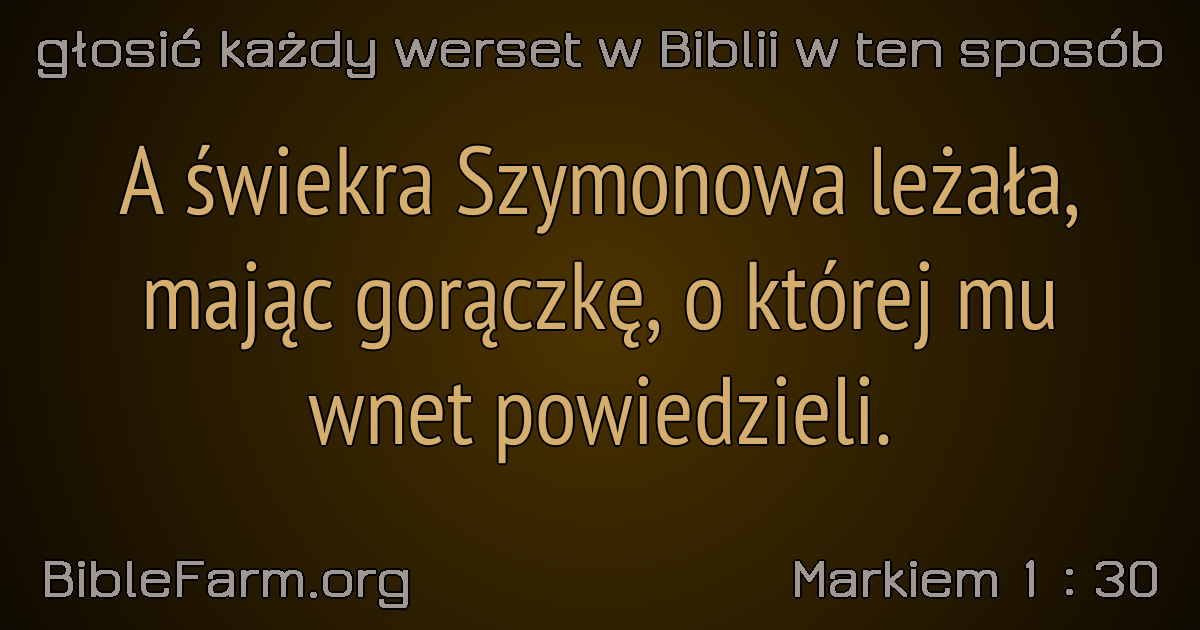 głosić każdy werset w Biblii w ten sposób
A świekra Szymonowa leżała,
mając gorączkę, o której mu
wnet powiedzieli.
BibleFarm.org
Markiem 1 : 30